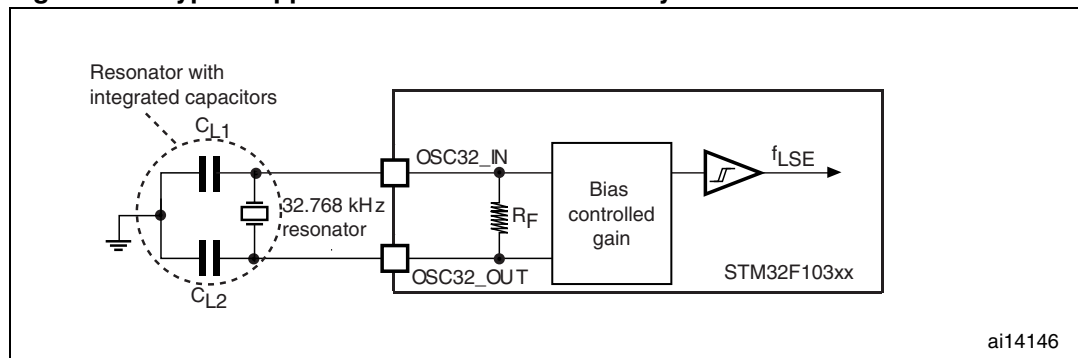 Resonator with
integrated capacitors
CL1
OSC32_IN
fLSE
32.768 kHz
resonator
RF
Bias
controlled
gain
OSC32_OUT
STM32F103xx
CL2
ai14146